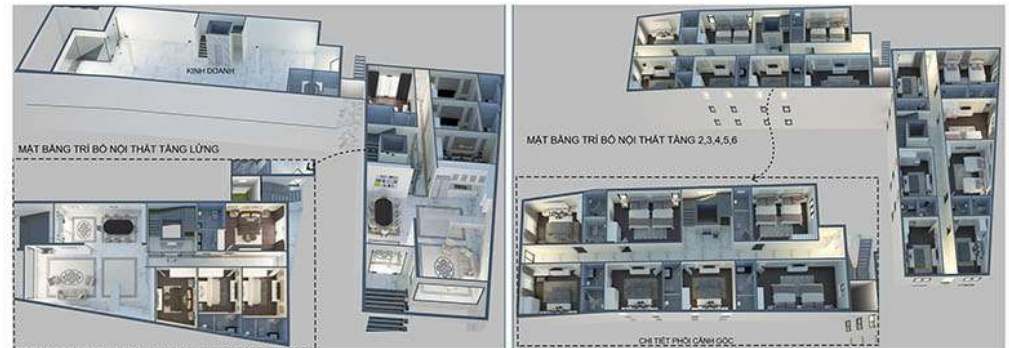 KINH DOANH
MẶT BẰNG TRÍ BỐ NỘI THẤT TẦNG LỬNG
MẶT BẰNG TRÍ BỐ NỘI THẤT TẦNG 2,3,4,5,6
CHI TIẾT PHỐI CẢNH GÓC